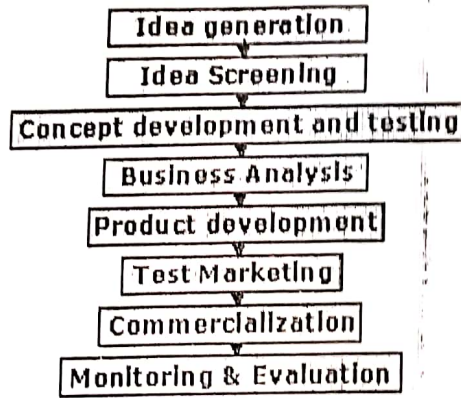 Idea generation
Idea Screening
Concept development and testing
Business Analysis
Product development
Test Marketing
Commercialization
Monitoring & Evaluation